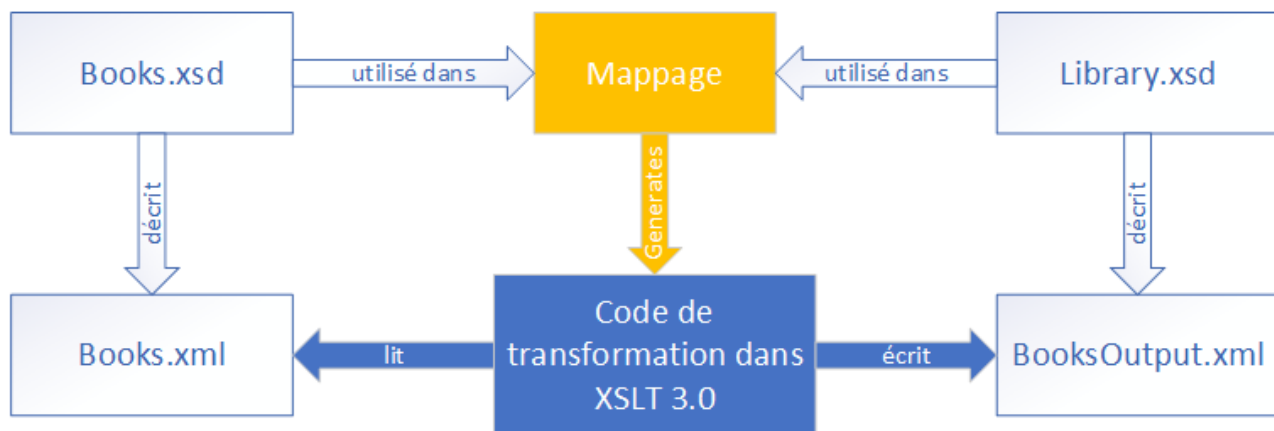 Books.xsd
utilisé dans
Mappage
utilisé dans
Library.xsd
décrit
Generates
décrit
Books.xml
lit
Code de
transformation dans
XSLT 3.0
écrit
BooksOutput.xml